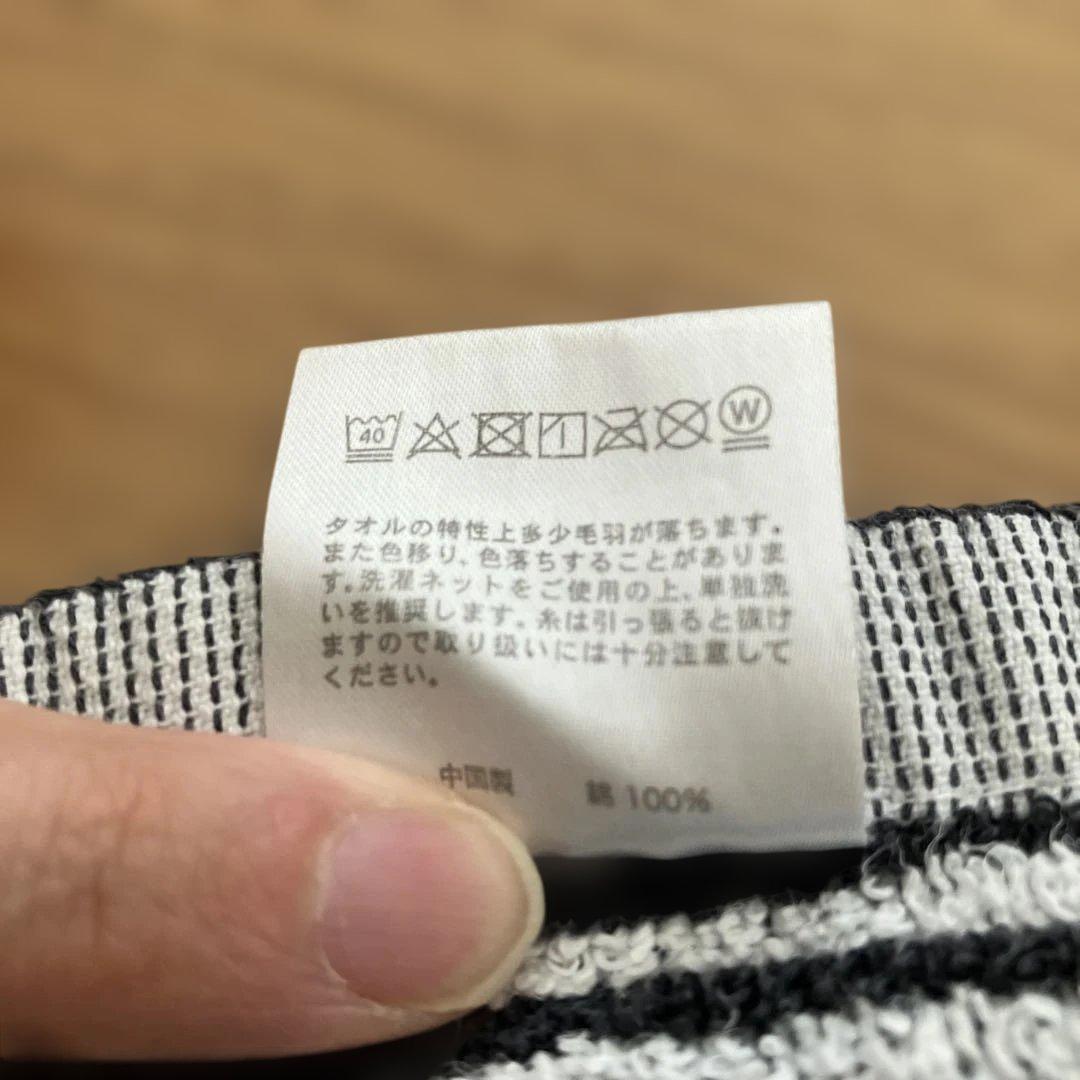 40 W
タオルの特性上多少毛羽が落ちます。
また色移り、色落ちすることがありま
す。洗濯ネットをご使用の上、単独洗
いを推奨します。糸は引っ張ると抜け
ますので取り扱いには十分注意して
ください。
中国製 綿 100%